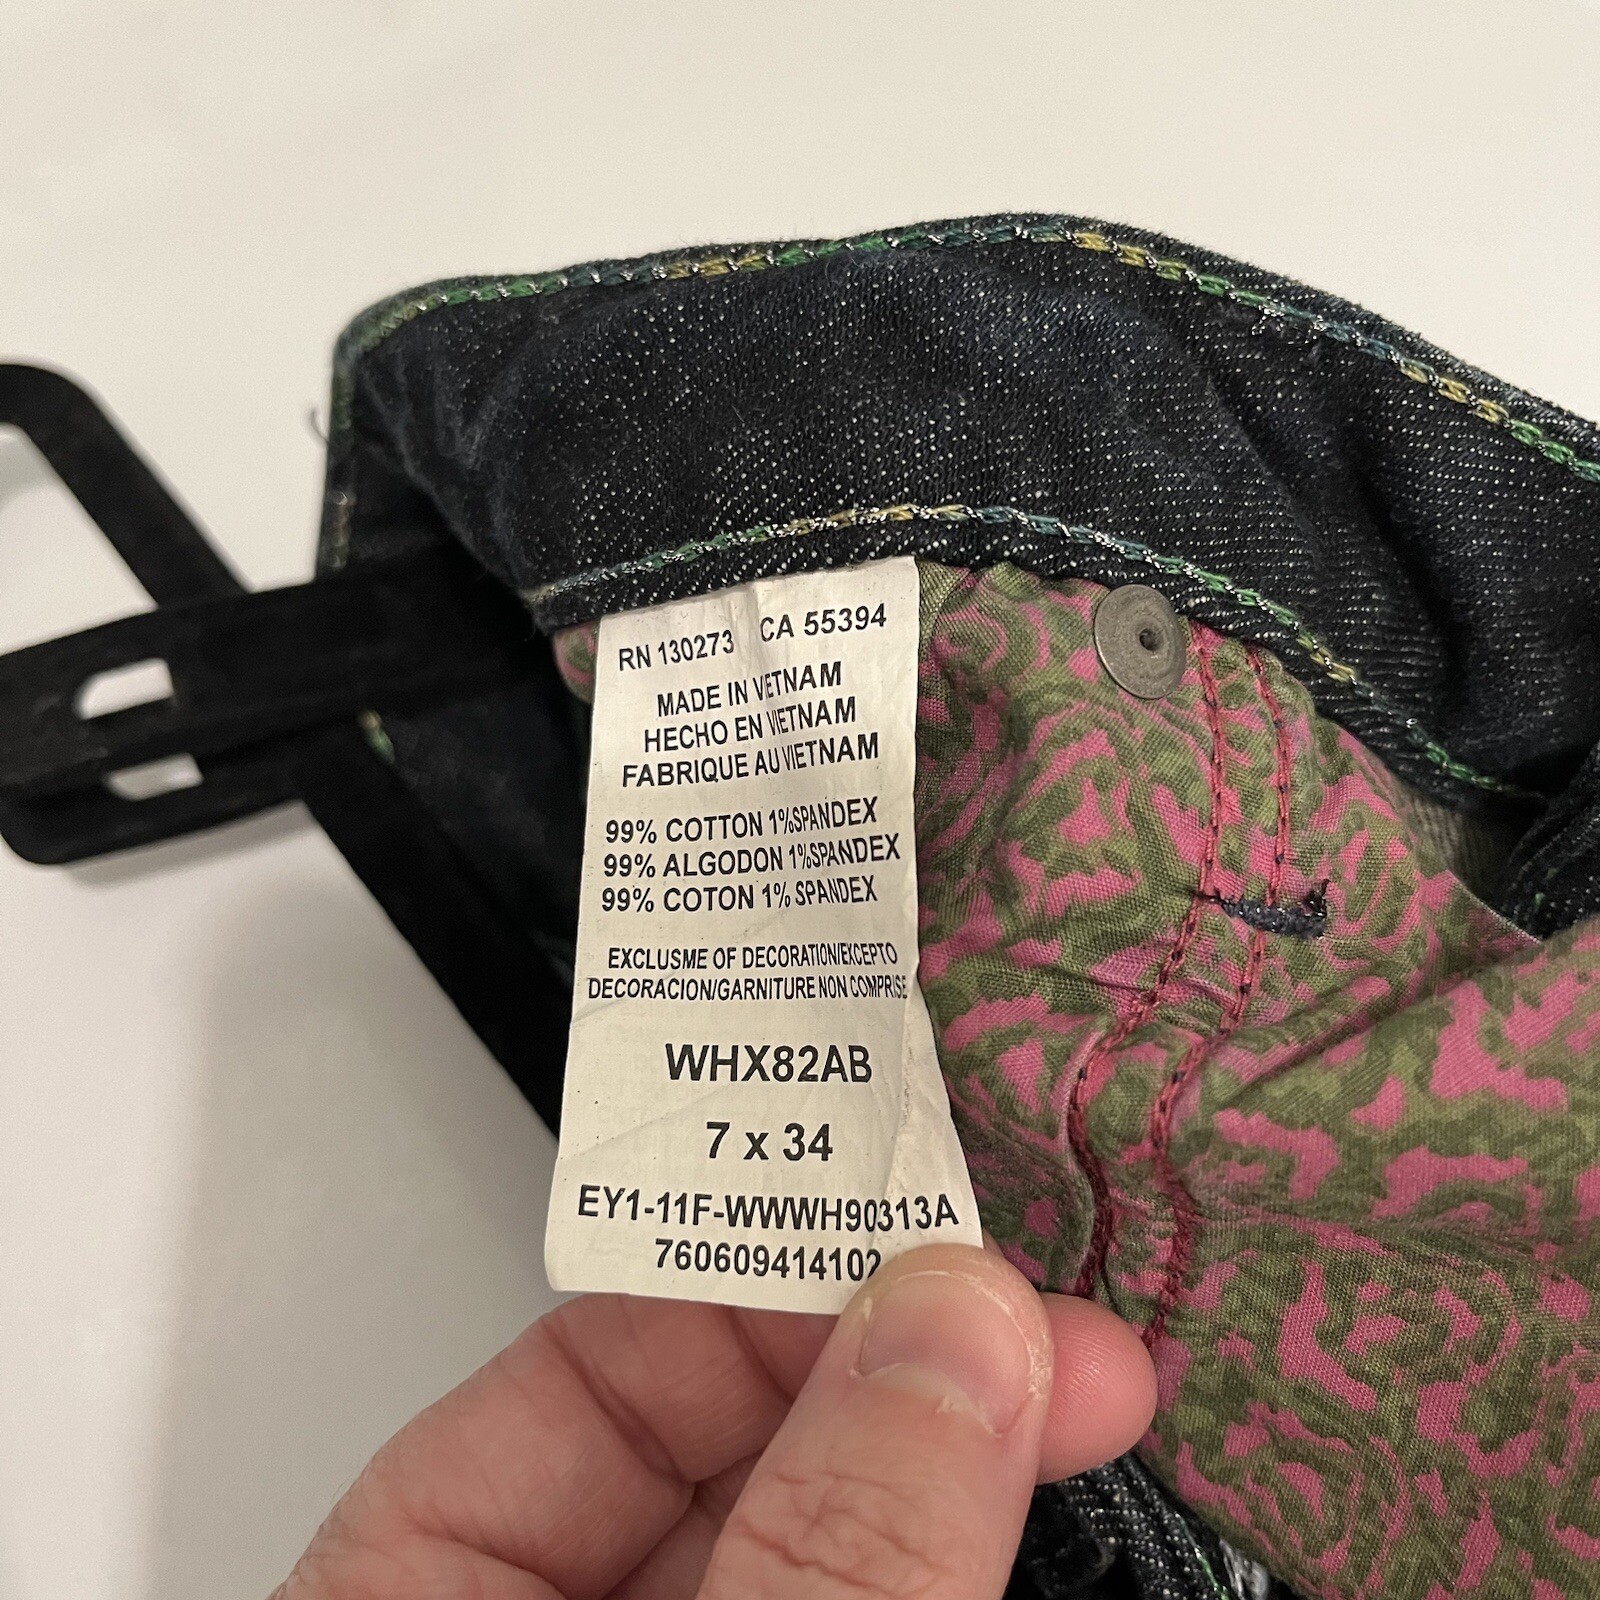 RN 130273 CA 55394
MADE IN VETNAM
HECHO EN VIETNAM
FABRIQUE AU VIETNAM
99% COTTON 1%SPANDEX
99% ALGODON 1%SPANDEX
99% COTON 1% SPANDEX
EXCLUSME OF DECORATION/EXCEPTO
DECORACION/GARNITURE NON COMPRISE
WHX82AB
7 x 34
EY1-11F-WWWH90313A
760609414102